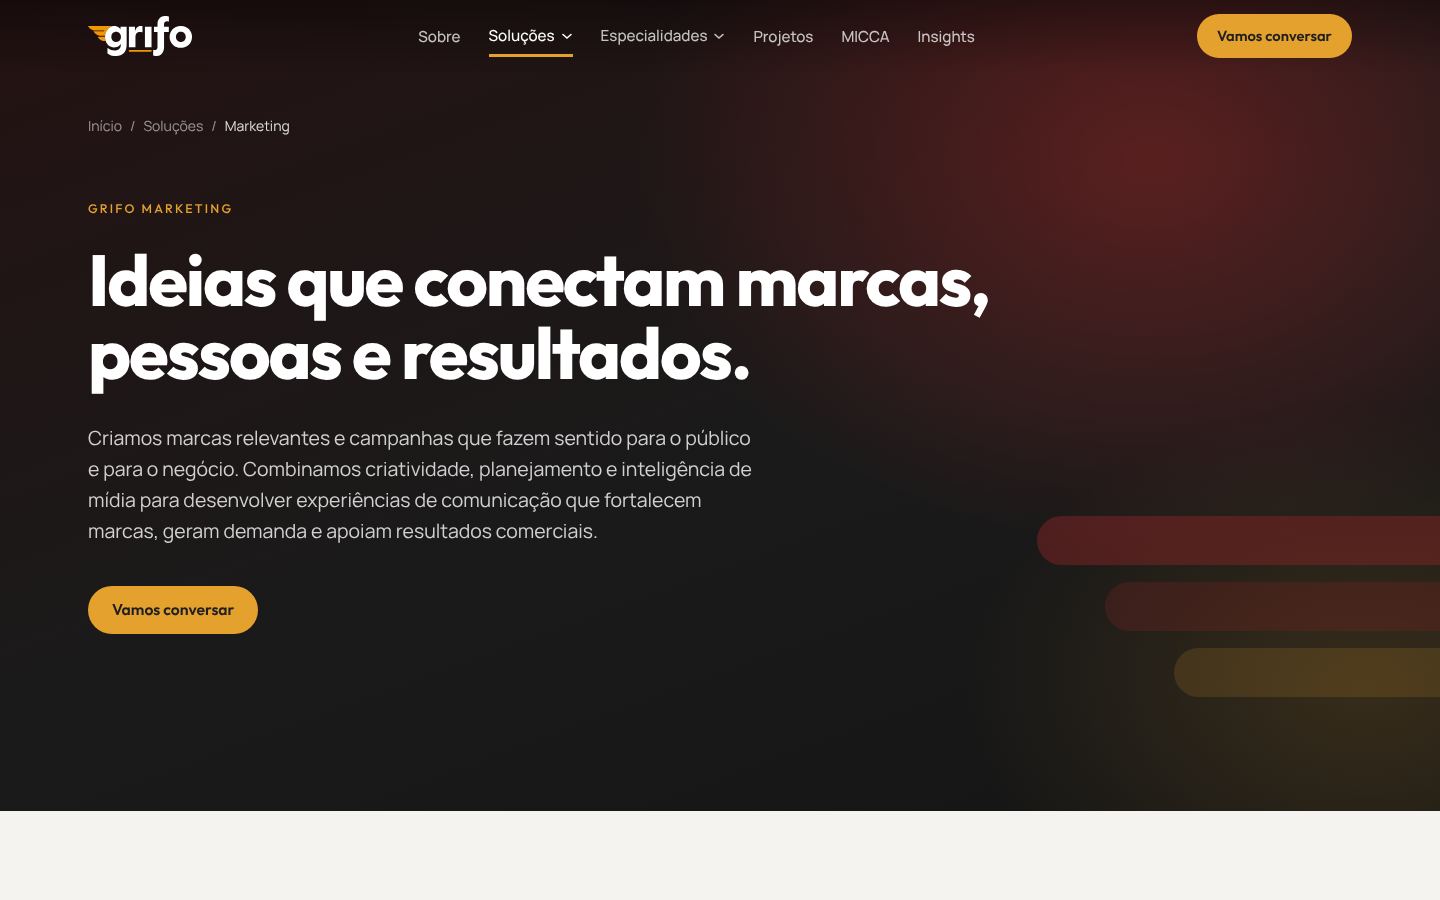 grifo
Sobre
Soluções
Especialidades
Projetos
MICCA
Insights
Vamos conversar
Início / Soluções / Marketing
GRIFO MARKETING
Ideias que conectam marcas,
pessoas e resultados.
Criamos marcas relevantes e campanhas que fazem sentido para o público
e para o negócio. Combinamos criatividade, planejamento e inteligência de
mídia para desenvolver experiências de comunicação que fortalecem
marcas, geram demanda e apoiam resultados comerciais.
Vamos conversar